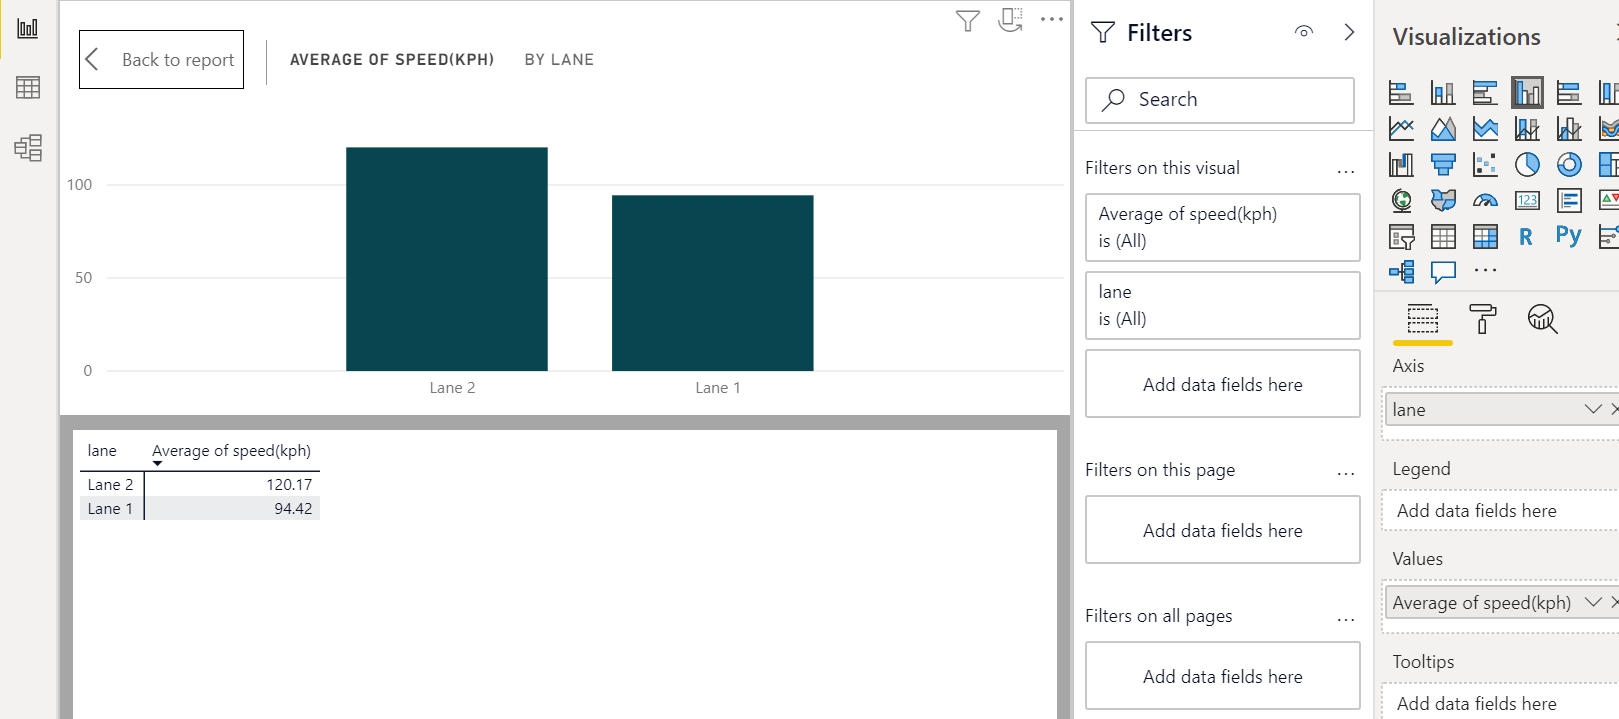 Back to report
AVERAGE OF SPEED(KPH) BY LANE
100
50
0
Lane 2 Lane 1
lane Average of speed(kph)
Lane 2 120.17
Lane 1 94.42
Filters
Search
Filters on this visual ...
Average of speed(kph)
is (All)
lane
is (All)
Add data fields here
Filters on this page ...
Add data fields here
Filters on all pages ...
Add data fields here
Visualizations
123
R Py
...
Axis
lane
Legend
Add data fields here
Values
Average of speed(kph)
Tooltips
Add data fields here